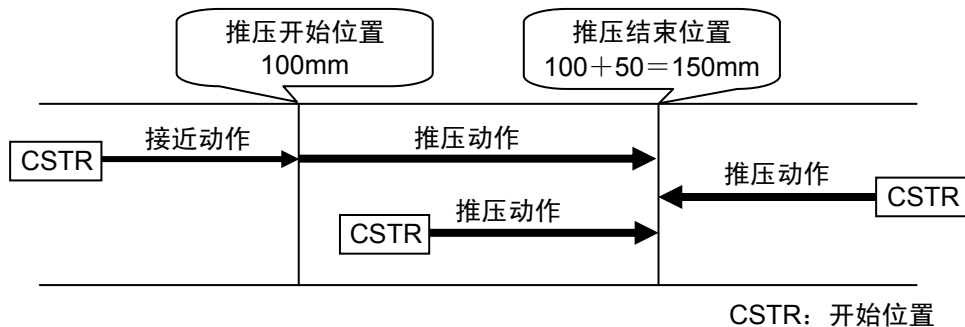 推压开始位置
100mm
推压结束位置
100＋50＝150mm
接近动作
推压动作
CSTR
推压动作
CSTR
推压动作
CSTR
CSTR：开始位置